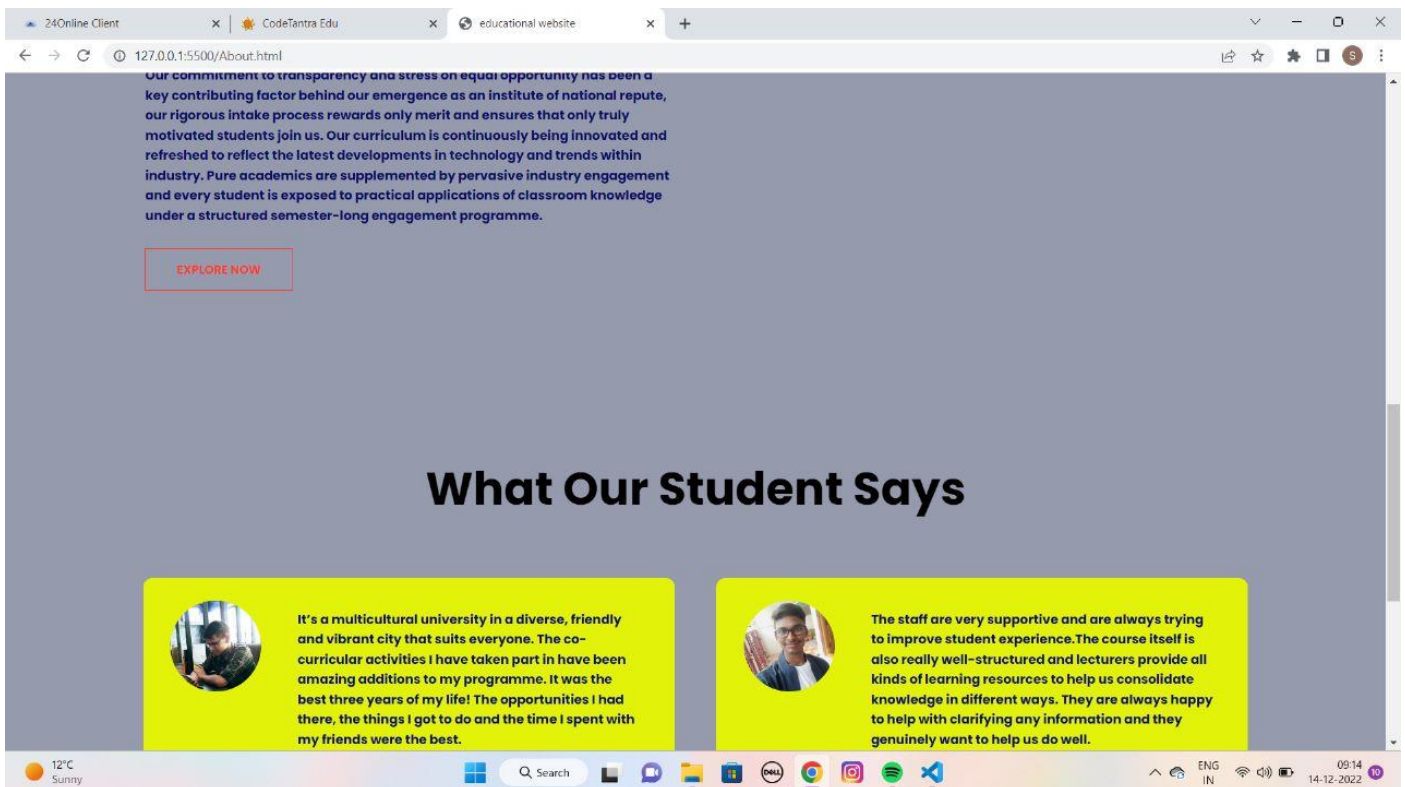 24Online Client
CodeTantra Edu
educational website
127.0.0.1:5500/About.html
S
Our commitment to transparency and stress on equal opportunity has been a
key contributing factor behind our emergence as an institute of national repute,
our rigorous intake process rewards only merit and ensures that only truly
motivated students join us. Our curriculum is continuously being innovated and
refreshed to reflect the latest developments in technology and trends within
industry. Pure academics are supplemented by pervasive industry engagement
and every student is exposed to practical applications of classroom knowledge
under a structured semester-long engagement programme.
EXPLORE NOW
What Our Student Says
It's a multicultural university in a diverse, friendly
and vibrant city that suits everyone. The co-
curricular activities I have taken part in have been
amazing additions to my programme. It was the
best three years of my life! The opportunities I had
there, the things I got to do and the time I spent with
my friends were the best.
The staff are very supportive and are always trying
to improve student experience.The course itself is
also really well-structured and lecturers provide all
kinds of learning resources to help us consolidate
knowledge in different ways. They are always happy
to help with clarifying any information and they
genuinely want to help us do well.
12°C
Sunny
Search
DELL
ENG
IN
09:14
14-12-2022
10